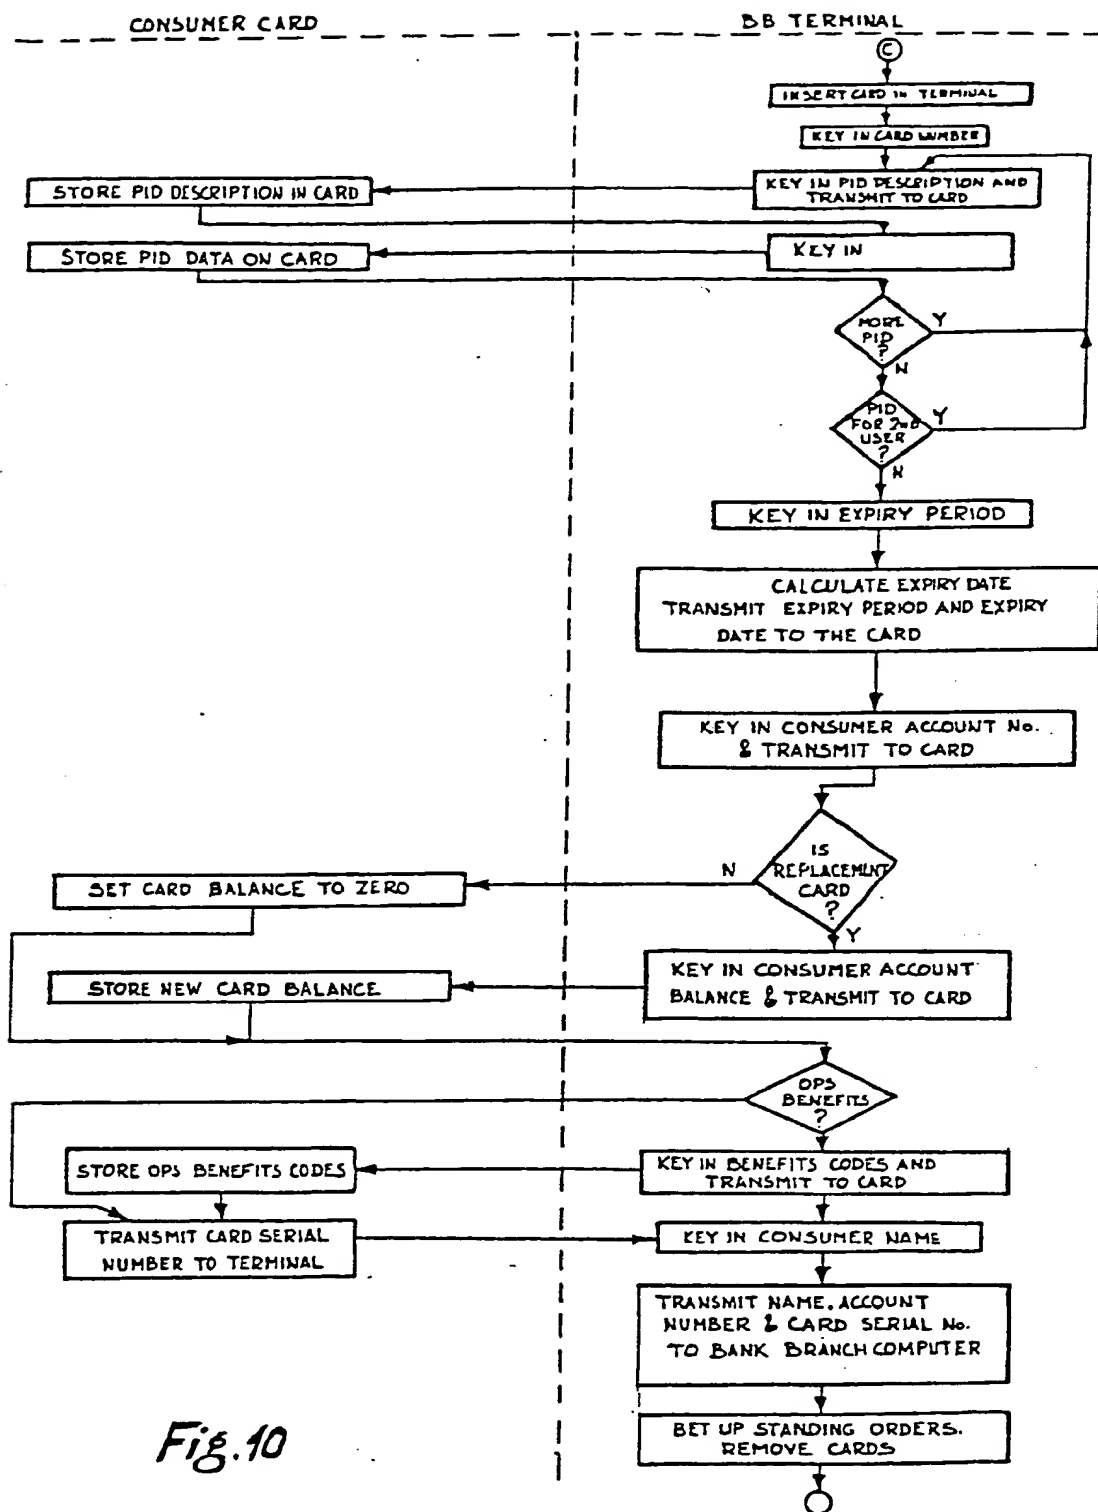 CONSUMER CARD
BB TERMINAL
C
INSERT CARD IN TERMINAL
KEY IN CARD NUMBER
STORE PID DESCRIPTION IN CARD
KEY IN PID DESCRIPTION AND
TRANSMIT TO CARD
STORE PID DATA ON CARD
KEY IN
MORE
PID
?
Y
N
PID
FOR 2ND
USER
?
Y
N
KEY IN EXPIRY PERIOD
CALCULATE EXPIRY DATE
TRANSMIT EXPIRY PERIOD AND EXPIRY
DATE TO THE CARD
KEY IN CONSUMER ACCOUNT No.
& TRANSMIT TO CARD
IS
REPLACEMENT
CARD
?
N
Y
SET CARD BALANCE TO ZERO
STORE NEW CARD BALANCE
KEY IN CONSUMER ACCOUNT
BALANCE & TRANSMIT TO CARD
OPS
BENEFITS
?
STORE OPS BENEFITS CODES
KEY IN BENEFITS CODES AND
TRANSMIT TO CARD
TRANSMIT CARD SERIAL
NUMBER TO TERMINAL
KEY IN CONSUMER NAME
TRANSMIT NAME, ACCOUNT
NUMBER & CARD SERIAL No.
TO BANK BRANCH COMPUTER
BET UP STANDING ORDERS.
REMOVE CARDS
Fig.10